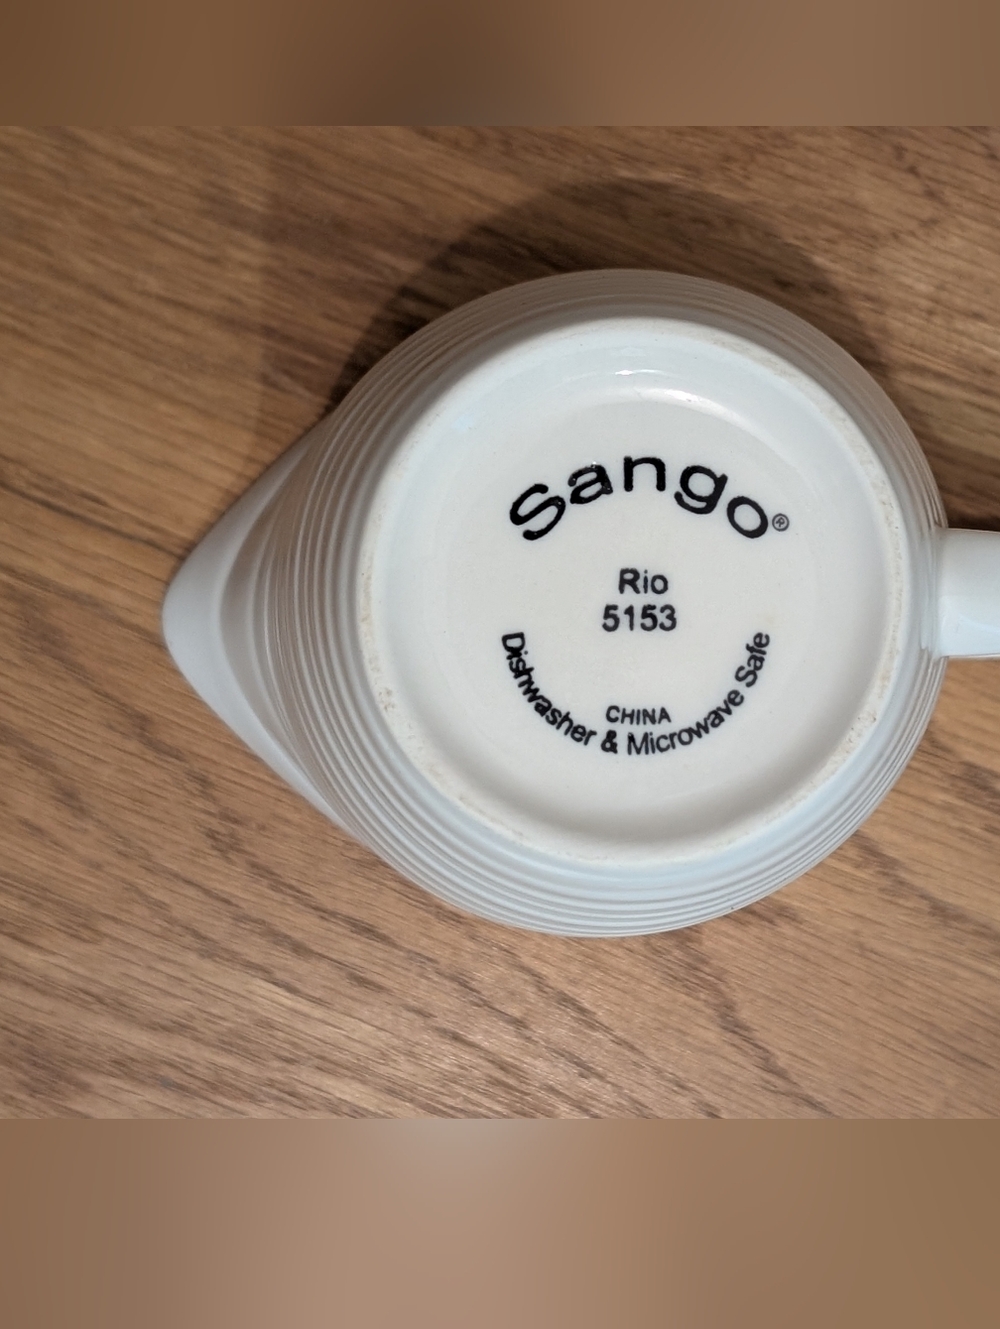 Sango®
Rio
5153
CHINA
Dishwasher & Microwave Safe